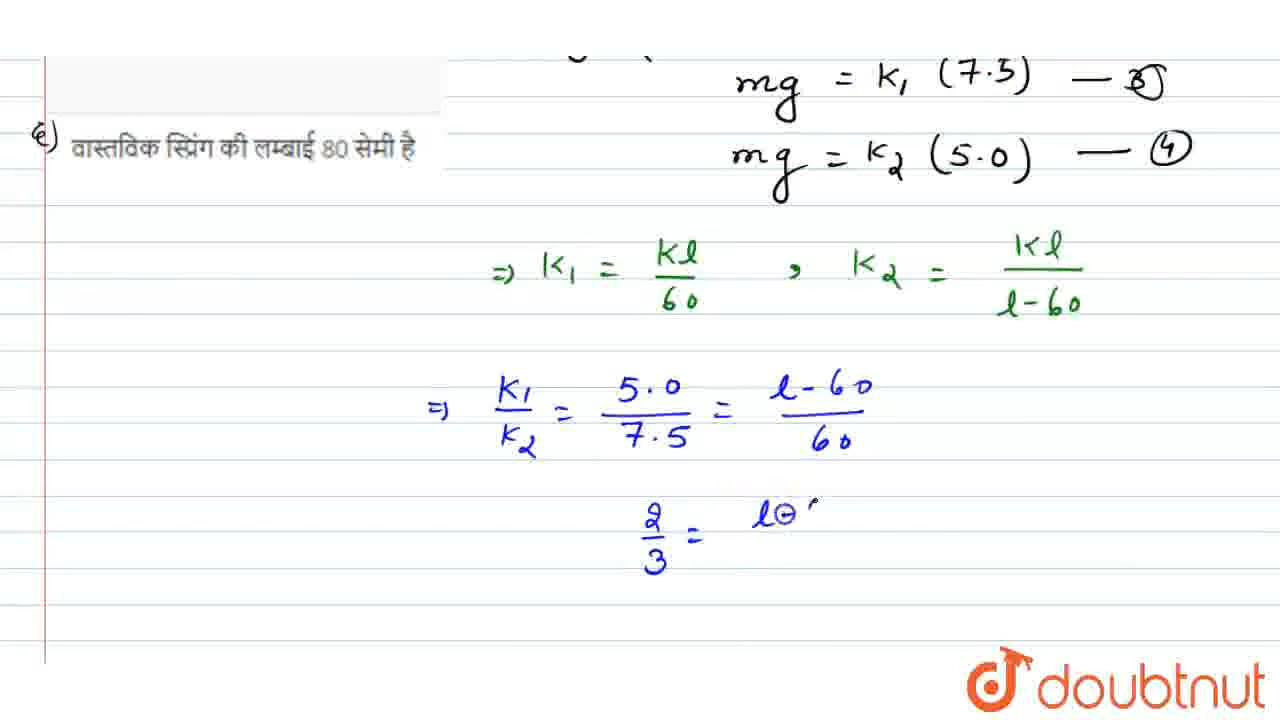 mg = K₁ (7.5) — 3
c) वास्तविक स्प्रिंग की लम्बाई 80 सेमी है
mg = K₂ (5.0) — 4
⇒ K₁ = Kl/60 , K₂ = Kl/l-60
⇒ K₁/K₂ = 5.0/7.5 = l-60/60
2/3 = l-
doubtnut